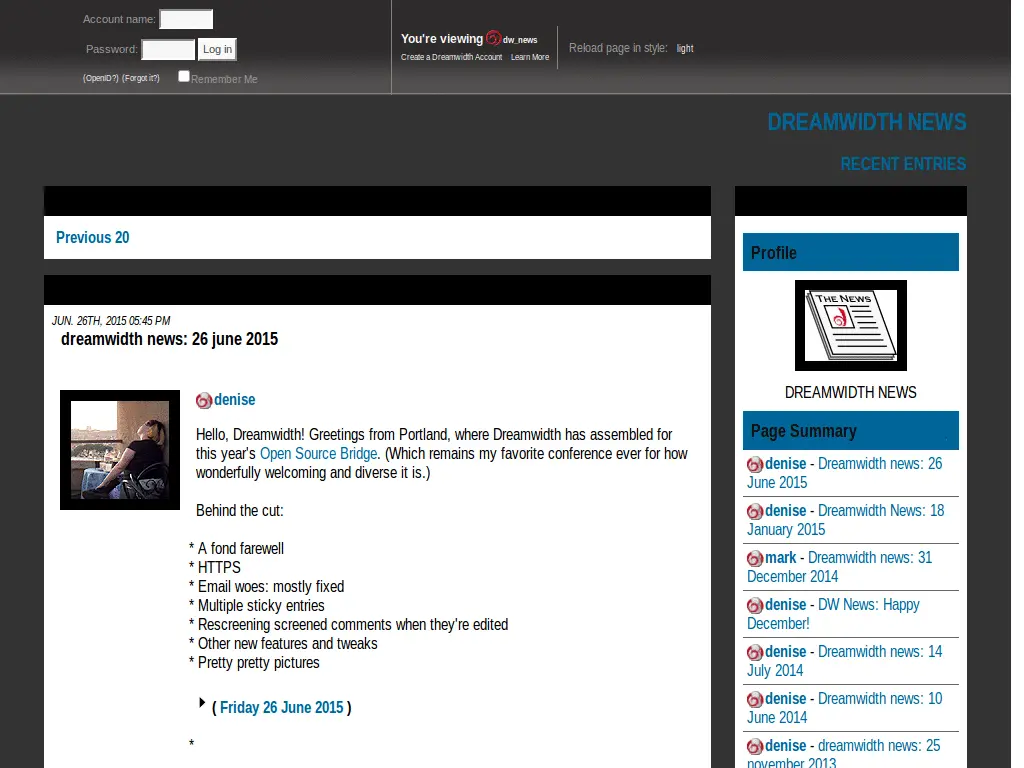 Account name:
Password: Log in
(OpenID?) (Forgot it?) Remember Me
You're viewing dw_news
Create a Dreamwidth Account Learn More
Reload page in style: light
DREAMWIDTH NEWS
RECENT ENTRIES
Previous 20
JUN. 26TH, 2015 05:45 PM
dreamwidth news: 26 june 2015
denise
Hello, Dreamwidth! Greetings from Portland, where Dreamwidth has assembled for
this year's Open Source Bridge. (Which remains my favorite conference ever for how
wonderfully welcoming and diverse it is.)
Behind the cut:
* A fond farewell
* HTTPS
* Email woes: mostly fixed
* Multiple sticky entries
* Rescreening screened comments when they're edited
* Other new features and tweaks
* Pretty pretty pictures
( Friday 26 June 2015 )
*
Profile
THE NEWS
DREAMWIDTH NEWS
Page Summary
denise - Dreamwidth news: 26
June 2015
denise - Dreamwidth News: 18
January 2015
mark - Dreamwidth news: 31
December 2014
denise - DW News: Happy
December!
denise - Dreamwidth news: 14
July 2014
denise - Dreamwidth news: 10
June 2014
denise - dreamwidth news: 25
november 2013